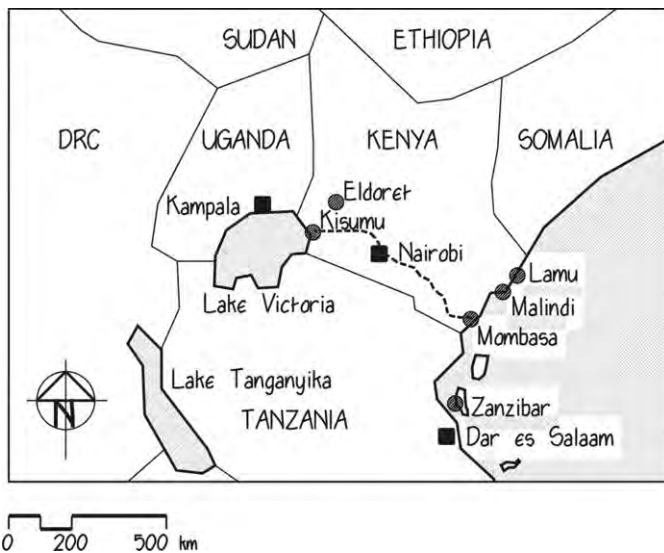 SUDAN
ETHIOPIA
DRC
UGANDA
KENYA
SOMALIA
Kampala
Eldoret
Kisumu
Nairobi
Lamu
Malindi
Lake Victoria
Mombasa
Lake Tanganyika
TANZANIA
Zanzibar
Dar es Salaam
N
0 200 500 km